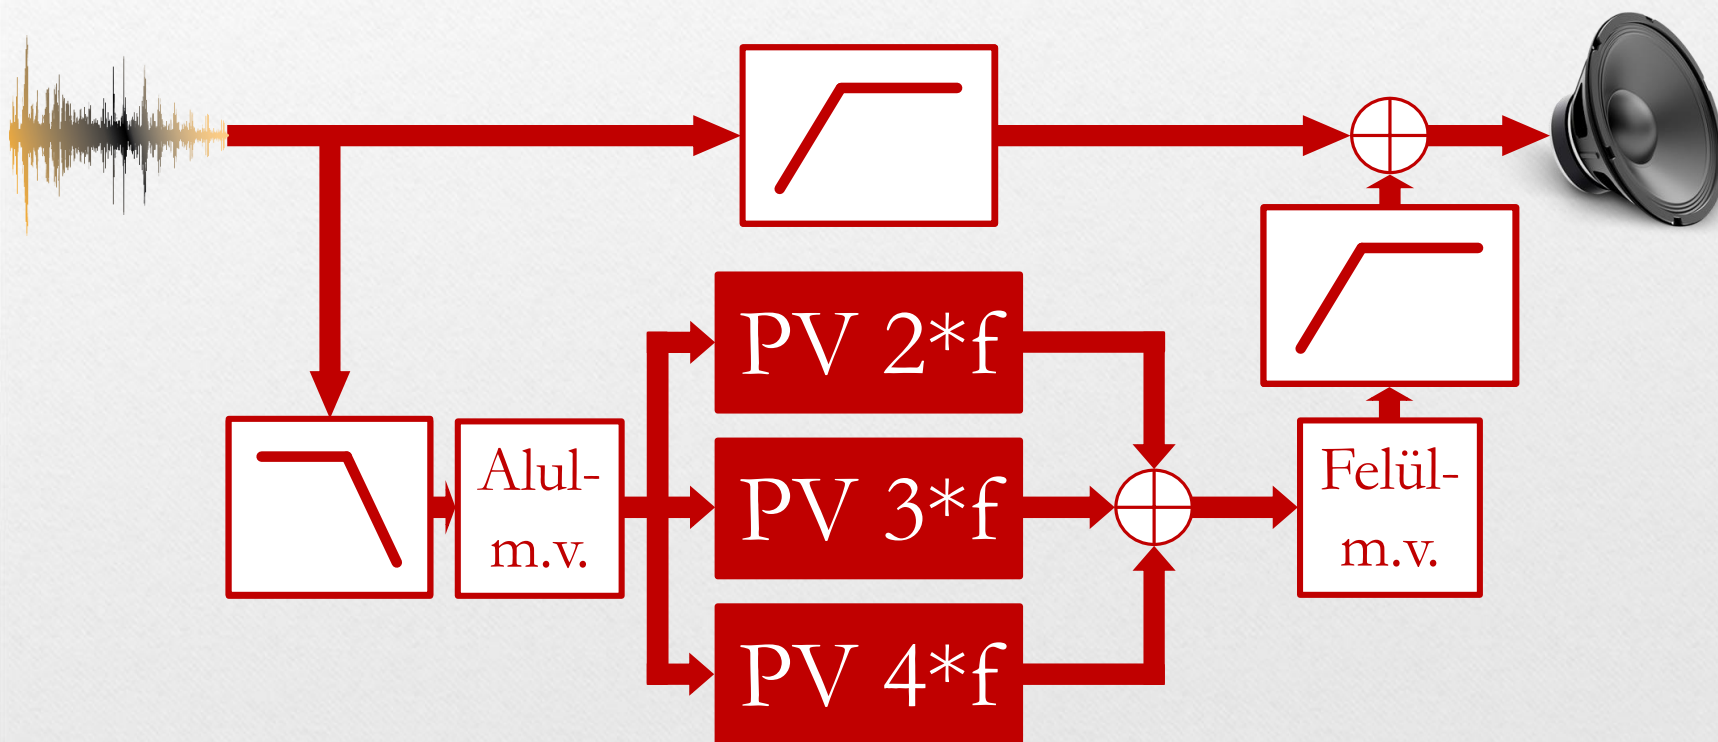 PV 2*f
Alul-
m.v.
PV 3*f
Felül-
m.v.
PV 4*f